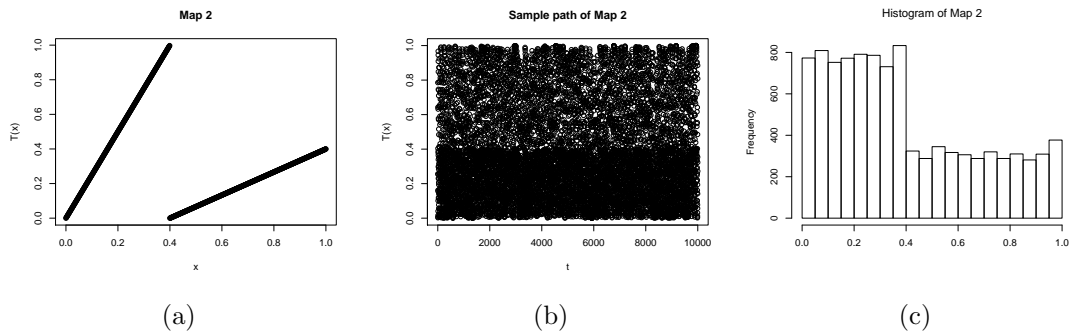 Map 2
T(x)
1.0
0.8
0.6
0.4
0.2
0.0
0.0 0.2 0.4 0.6 0.8 1.0
x
(a)
Sample path of Map 2
T(x)
1.0
0.8
0.6
0.4
0.2
0.0
0 2000 4000 6000 8000 10000
t
(b)
Histogram of Map 2
Frequency
800
600
400
200
0
0.0 0.2 0.4 0.6 0.8 1.0
(c)